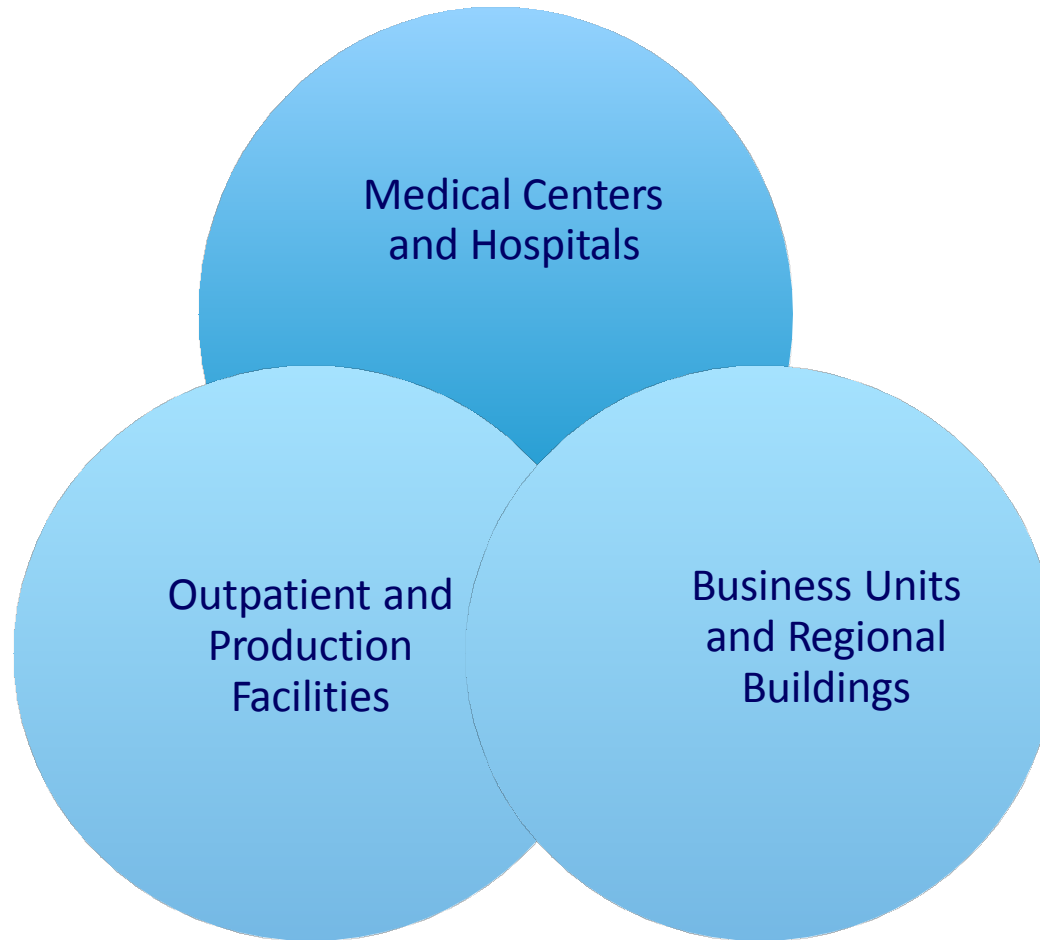 Medical Centers
and Hospitals
Outpatient and
Production
Facilities
Business Units
and Regional
Buildings